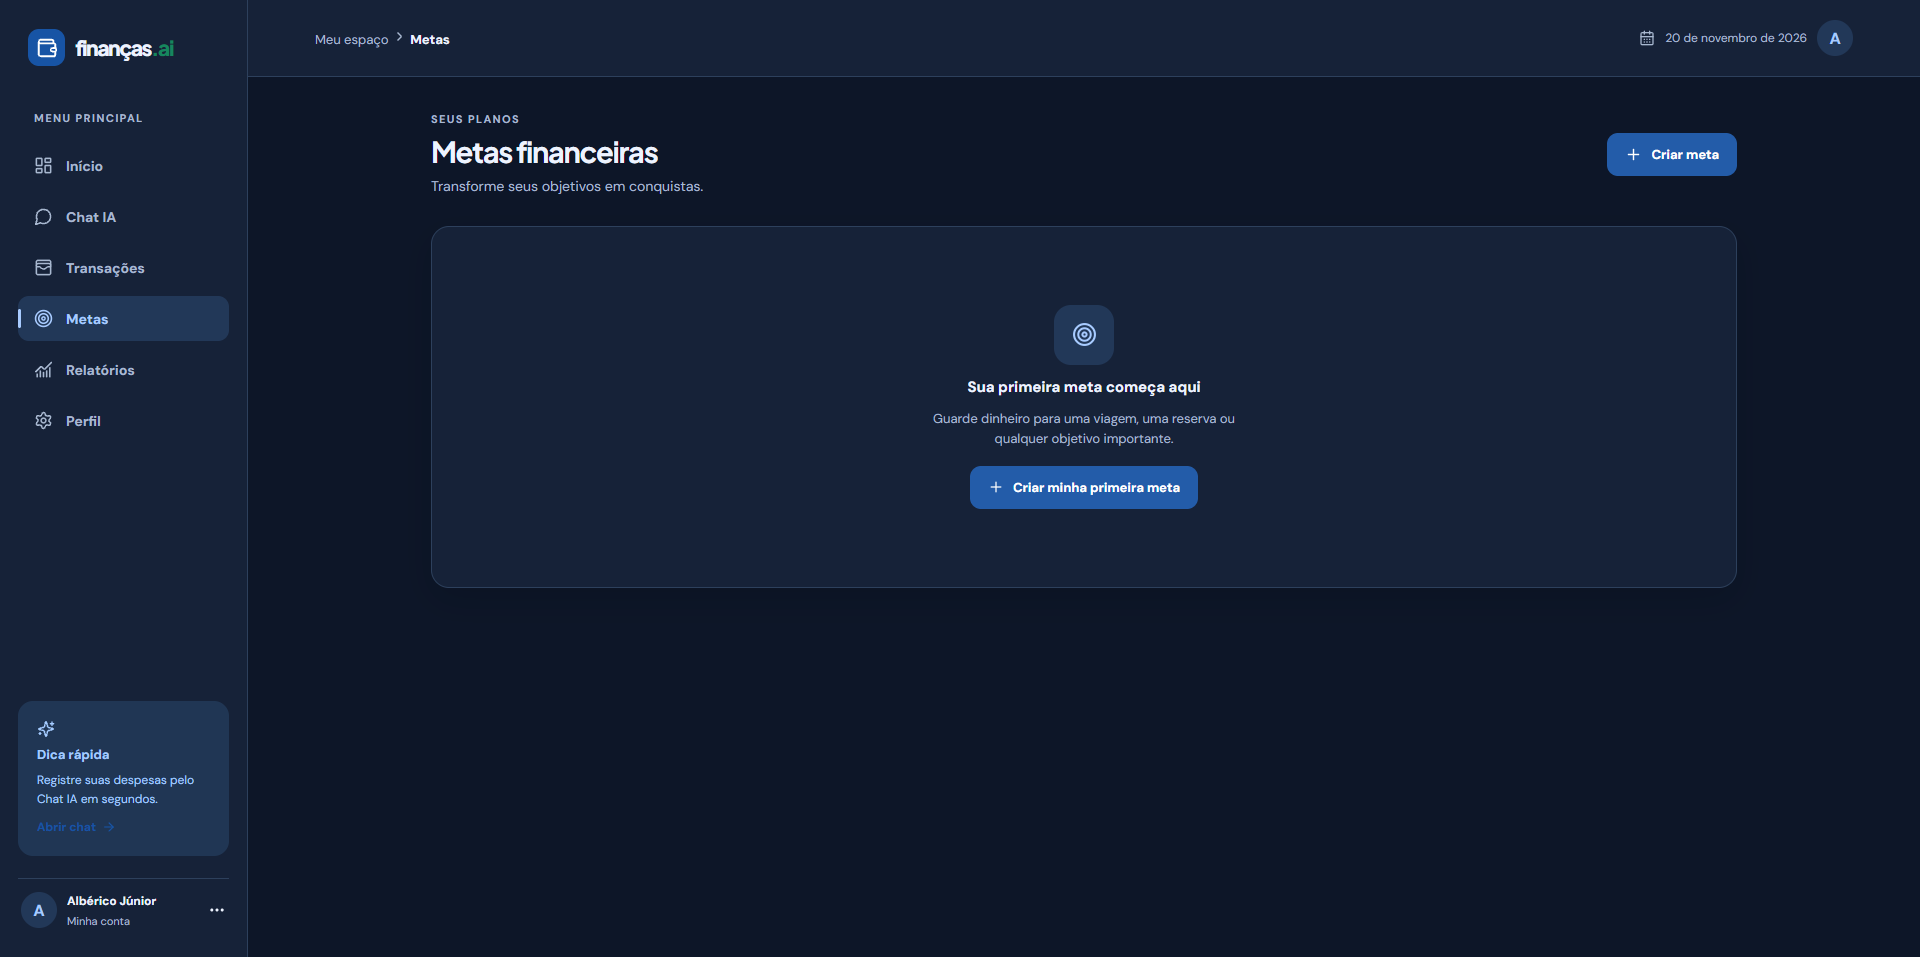 finanças.ai
MENU PRINCIPAL
Início
Chat IA
Transações
Metas
Relatórios
Perfil
Dica rápida
Registre suas despesas pelo
Chat IA em segundos.
Abrir chat
A
Albérico Júnior
Minha conta
Meu espaço
Metas
20 de novembro de 2026
A
SEUS PLANOS
Metas financeiras
Transforme seus objetivos em conquistas.
Criar meta
Sua primeira meta começa aqui
Guarde dinheiro para uma viagem, uma reserva ou
qualquer objetivo importante.
Criar minha primeira meta